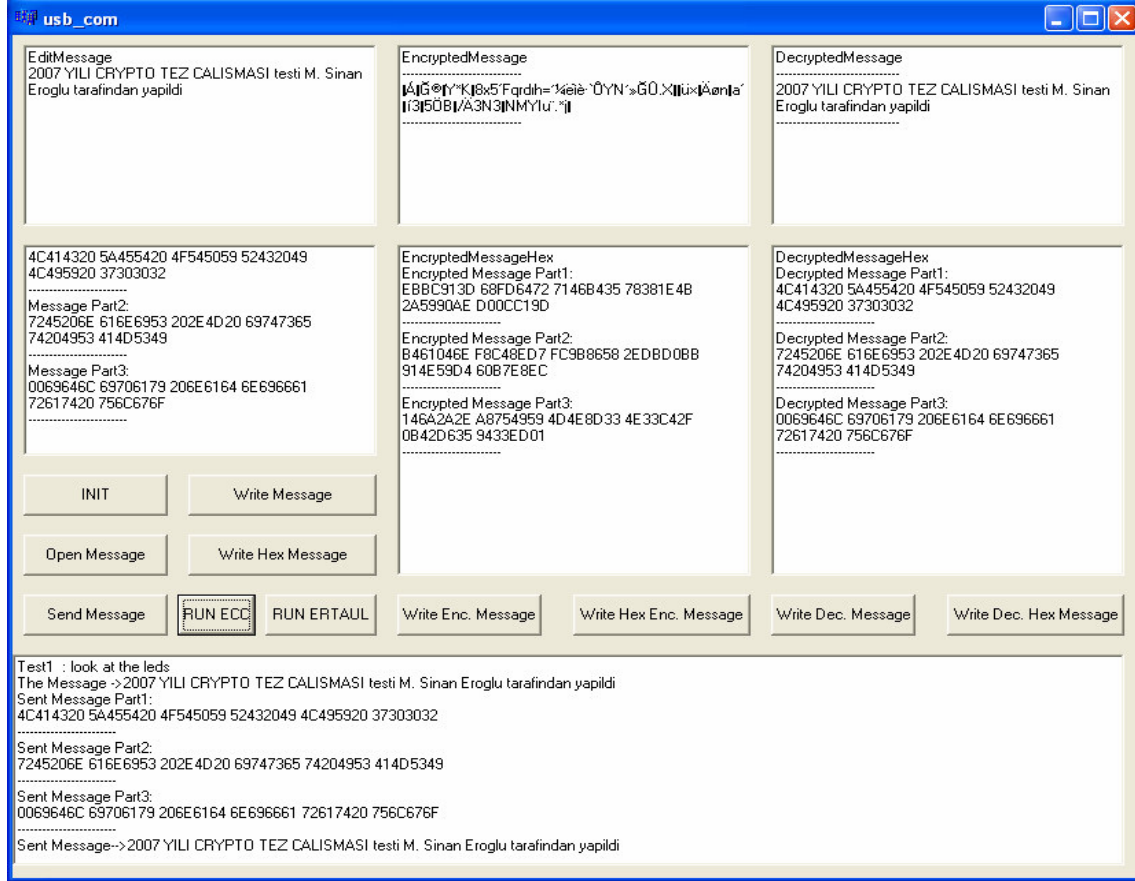 usb_com
EditMessage
2007 YILI CRYPTO TEZ CALISMASI testi M. Sinan
Eroglu tarafindan yapildi
EncryptedMessage
-----------------------------
DecryptedMessage
-----------------------------
2007 YILI CRYPTO TEZ CALISMASI testi M. Sinan
Eroglu tarafindan yapildi
-----------------------------
4C414320 5A455420 4F545059 52432049
4C495920 37303032
------------------------
Message Part2:
7245206E 616E6953 202E4D20 69747365
74204953 414D5349
------------------------
Message Part3:
0069646C 69706179 206E6164 6E696661
72617420 756C676F
------------------------
EncryptedMessageHex
Encrypted Message Part1:
EBBC913D 68FD6472 7146B435 78381E4B
2A5990AE D00CC19D
------------------------
Encrypted Message Part2:
B461046E F8C48ED7 FC9B8658 2EDBD0BB
914E59D4 60B7E8EC
------------------------
Encrypted Message Part3:
146A2A2E A8754959 4D4E8D33 4E33C42F
0B42D635 9433ED01
------------------------
DecryptedMessageHex
Decrypted Message Part1:
4C414320 5A455420 4F545059 52432049
4C495920 37303032
------------------------
Decrypted Message Part2:
7245206E 616E6953 202E4D20 69747365
74204953 414D5349
------------------------
Decrypted Message Part3:
0069646C 69706179 206E6164 6E696661
72617420 756C676F
------------------------
INIT
Write Message
Open Message
Write Hex Message
Send Message
RUN ECC
RUN ERTAUL
Write Enc. Message
Write Hex Enc. Message
Write Dec. Message
Write Dec. Hex Message
Test1 : look at the leds
The Message ->2007 YILI CRYPTO TEZ CALISMASI testi M. Sinan Eroglu tarafindan yapildi
Sent Message Part1:
4C414320 5A455420 4F545059 52432049 4C495920 37303032
------------------------
Sent Message Part2:
7245206E 616E6953 202E4D20 69747365 74204953 414D5349
------------------------
Sent Message Part3:
0069646C 69706179 206E6164 6E696661 72617420 756C676F
------------------------
Sent Message-->2007 YILI CRYPTO TEZ CALISMASI testi M. Sinan Eroglu tarafindan yapildi